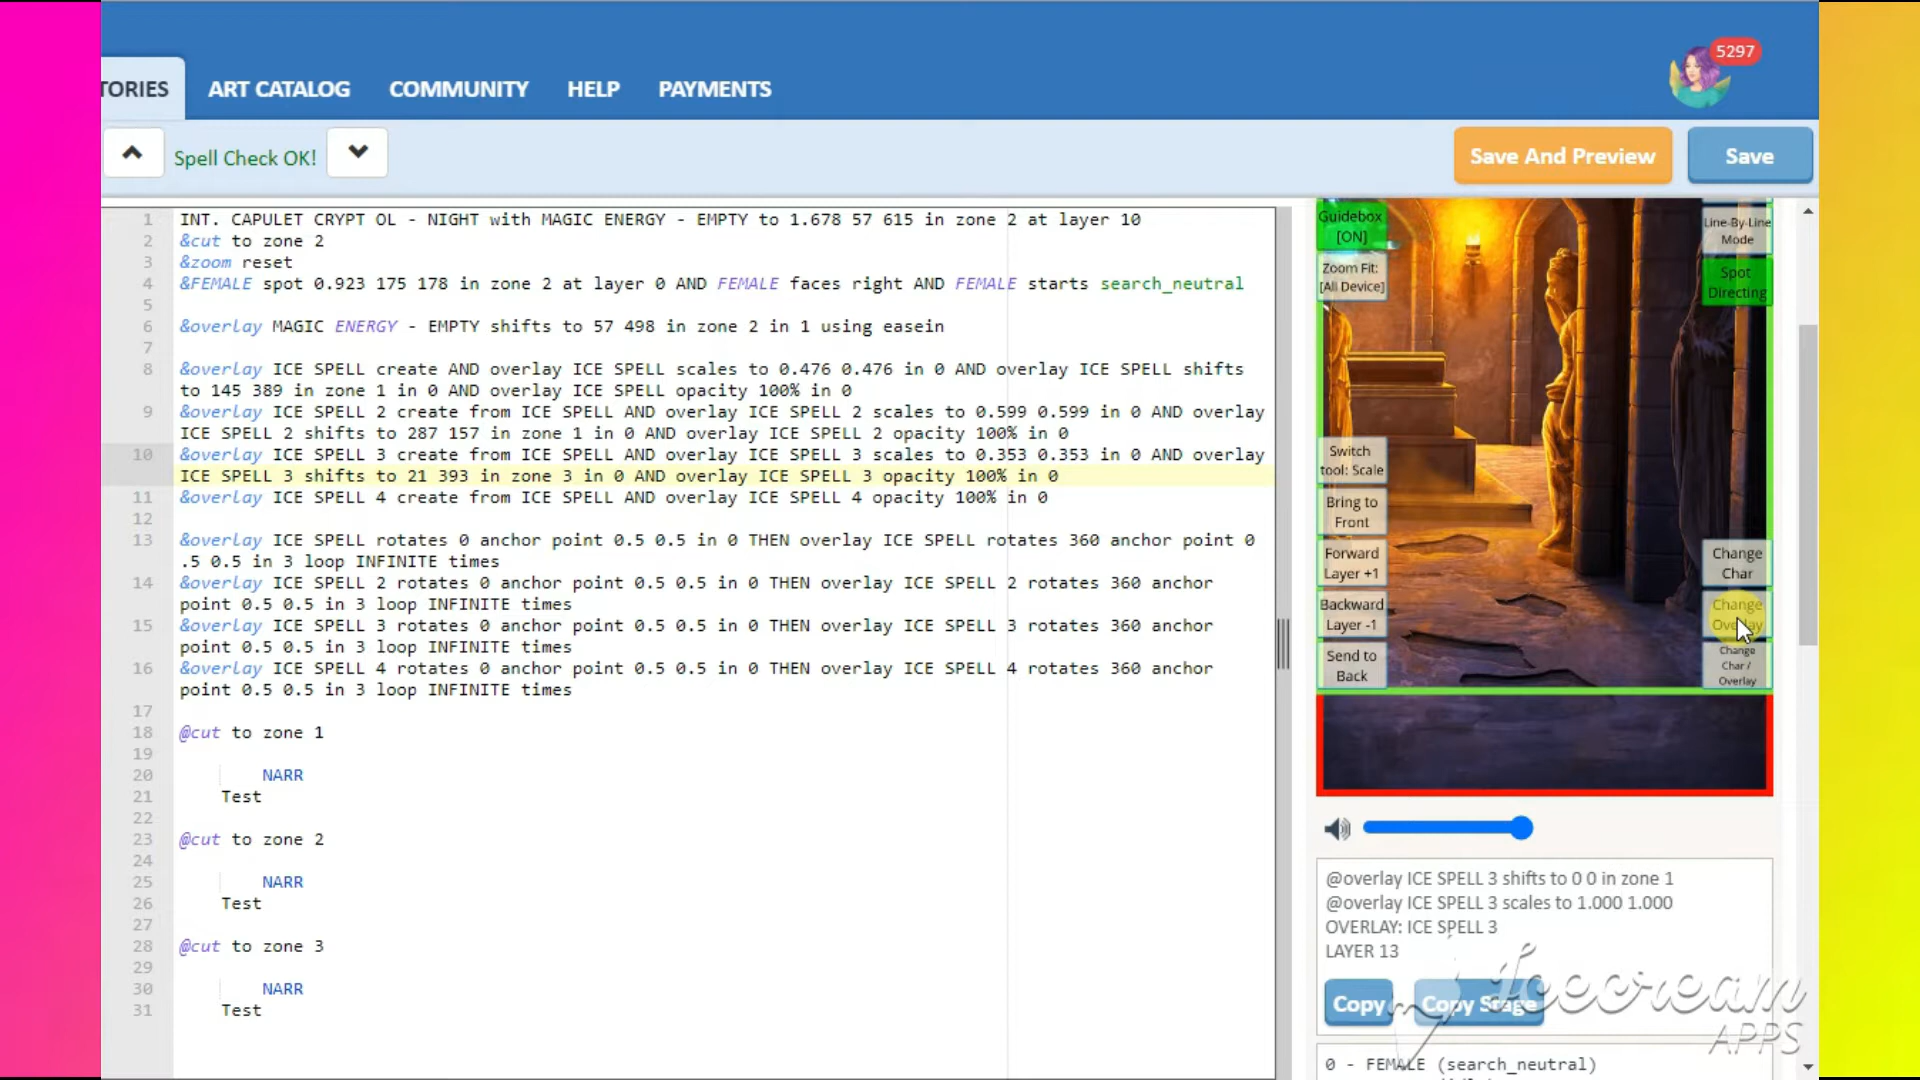 5297
TORIES ART CATALOG COMMUNITY HELP PAYMENTS
Spell Check OK!
Save And Preview
Save
1 INT. CAPULET CRYPT OL - NIGHT with MAGIC ENERGY - EMPTY to 1.678 57 615 in zone 2 at layer 10
2 &cut to zone 2
3 &zoom reset
4 &FEMALE spot 0.923 175 178 in zone 2 at layer 0 AND FEMALE faces right AND FEMALE starts search_neutral
5
6 &overlay MAGIC ENERGY - EMPTY shifts to 57 498 in zone 2 in 1 using easein
7
8 &overlay ICE SPELL create AND overlay ICE SPELL scales to 0.476 0.476 in 0 AND overlay ICE SPELL shifts
to 145 389 in zone 1 in 0 AND overlay ICE SPELL opacity 100% in 0
9 &overlay ICE SPELL 2 create from ICE SPELL AND overlay ICE SPELL 2 scales to 0.599 0.599 in 0 AND overlay
ICE SPELL 2 shifts to 287 157 in zone 1 in 0 AND overlay ICE SPELL 2 opacity 100% in 0
10 &overlay ICE SPELL 3 create from ICE SPELL AND overlay ICE SPELL 3 scales to 0.353 0.353 in 0 AND overlay
ICE SPELL 3 shifts to 21 393 in zone 3 in 0 AND overlay ICE SPELL 3 opacity 100% in 0
11 &overlay ICE SPELL 4 create from ICE SPELL AND overlay ICE SPELL 4 opacity 100% in 0
12
13 &overlay ICE SPELL rotates 0 anchor point 0.5 0.5 in 0 THEN overlay ICE SPELL rotates 360 anchor point 0
.5 0.5 in 3 loop INFINITE times
14 &overlay ICE SPELL 2 rotates 0 anchor point 0.5 0.5 in 0 THEN overlay ICE SPELL 2 rotates 360 anchor
point 0.5 0.5 in 3 loop INFINITE times
15 &overlay ICE SPELL 3 rotates 0 anchor point 0.5 0.5 in 0 THEN overlay ICE SPELL 3 rotates 360 anchor
point 0.5 0.5 in 3 loop INFINITE times
16 &overlay ICE SPELL 4 rotates 0 anchor point 0.5 0.5 in 0 THEN overlay ICE SPELL 4 rotates 360 anchor
point 0.5 0.5 in 3 loop INFINITE times
17
18 @cut to zone 1
19
20 NARR
21 Test
22
23 @cut to zone 2
24
25 NARR
26 Test
27
28 @cut to zone 3
29
30 NARR
31 Test
Guidebox
[ON]
Zoom Fit:
[All Device]
Line-By-Line
Mode
Spot
Directing
Switch
tool: Scale
Bring to
Front
Forward
Layer +1
Backward
Layer -1
Send to
Back
Change
Char
Change
Overlay
Change
Char /
Overlay
@overlay ICE SPELL 3 shifts to 0 0 in zone 1
@overlay ICE SPELL 3 scales to 1.000 1.000
OVERLAY: ICE SPELL 3
LAYER 13
Copy
Copy Stage
Icecream
APPS
0 - FEMALE (search_neutral)